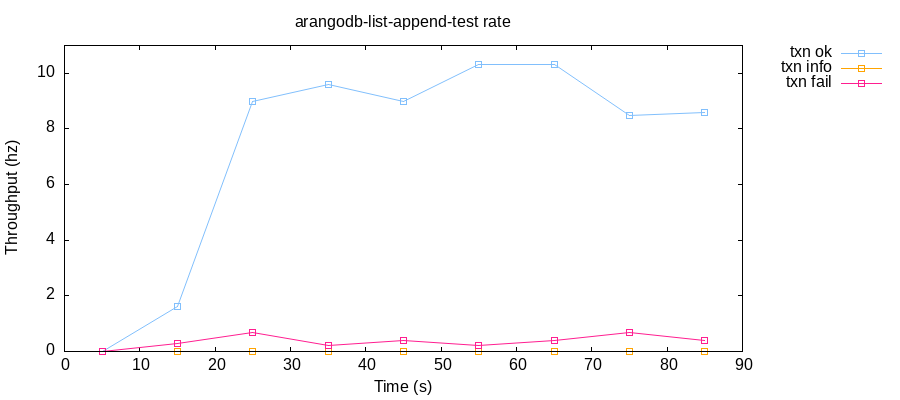 arangodb-list-append-test rate
txn ok
txn info
txn fail
Throughput (hz)
10
8
6
4
2
0
0 10 20 30 40 50 60 70 80 90
Time (s)